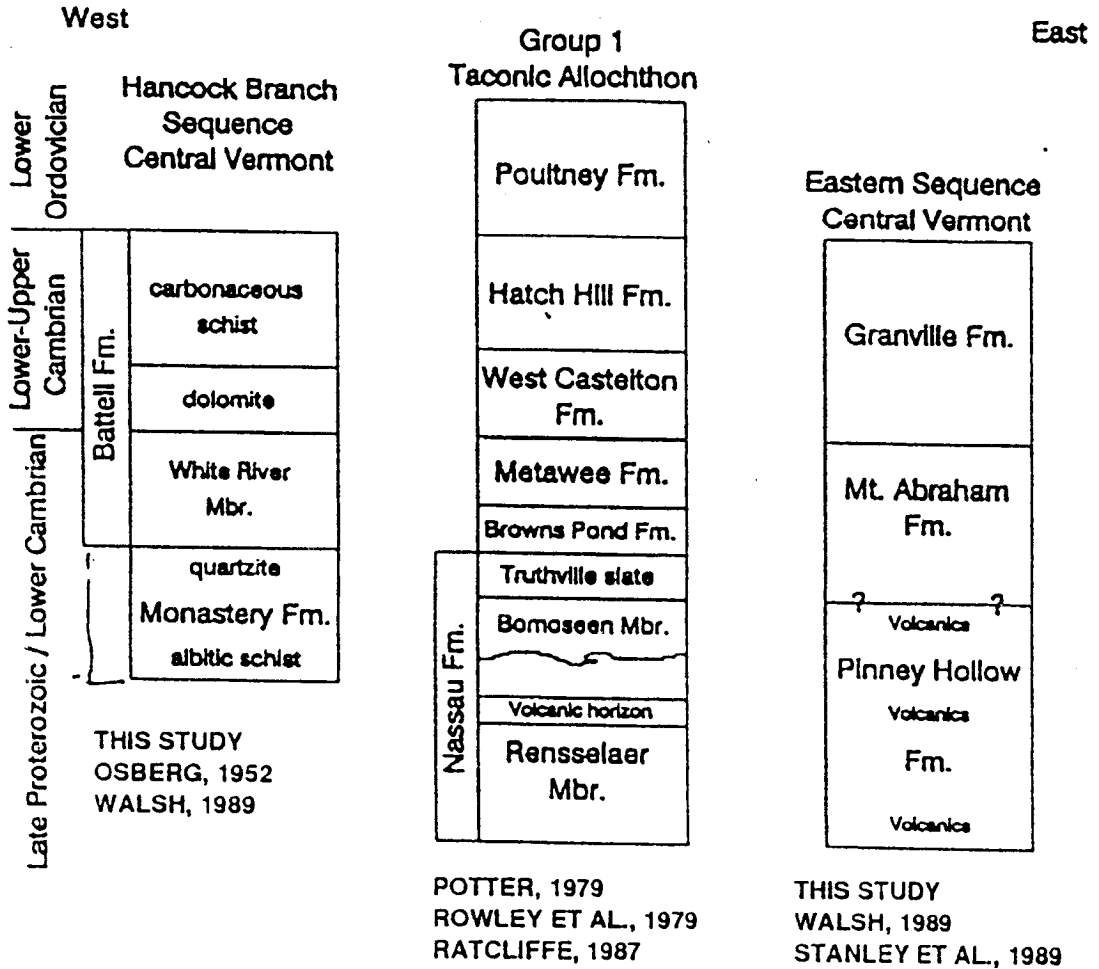 West
East
Hancock Branch
Sequence
Central Vermont
Lower
Ordovician
Lower-Upper
Cambrian
Late Proterozoic / Lower Cambrian
Battell Fm.
carbonaceous
schist
dolomite
White River
Mbr.
quartzite
Monastery Fm.
albitic schist
THIS STUDY
OSBERG, 1952
WALSH, 1989
Group 1
Taconic Allochthon
Poultney Fm.
Hatch Hill Fm.
West Castelton
Fm.
Metawee Fm.
Browns Pond Fm.
Nassau Fm.
Truthville slate
Bomoseen Mbr.
Volcanic horizon
Rensselaer
Mbr.
POTTER, 1979
ROWLEY ET AL., 1979
RATCLIFFE, 1987
Eastern Sequence
Central Vermont
Granville Fm.
Mt. Abraham
Fm.
? ?
Volcanics
Pinney Hollow
Volcanics
Fm.
Volcanics
THIS STUDY
WALSH, 1989
STANLEY ET AL., 1989